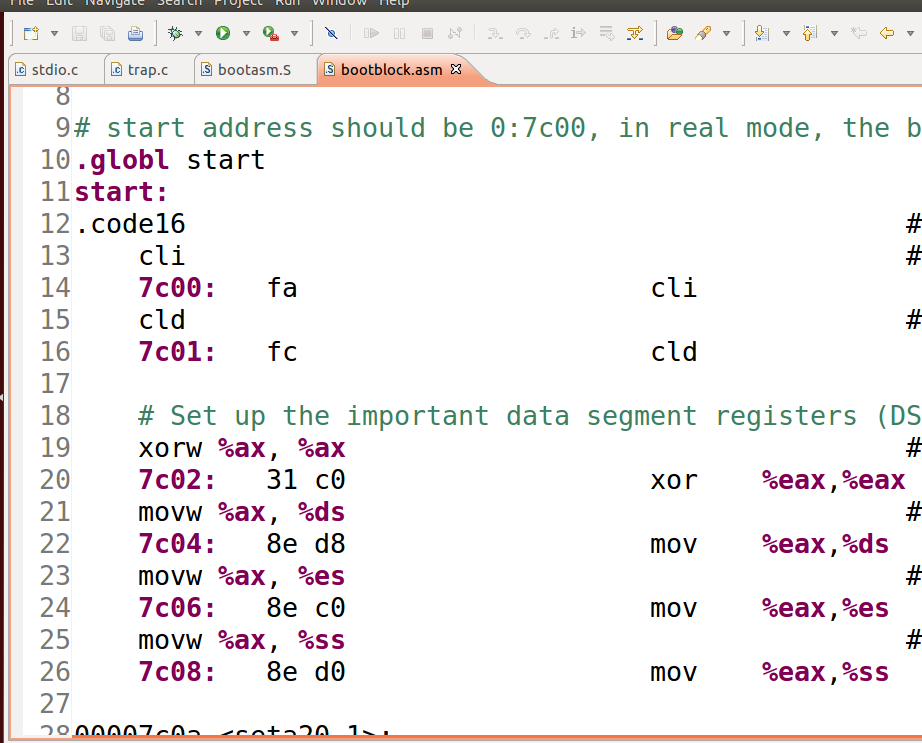 File Edit Navigate Search Project Run Window Help
stdio.c trap.c bootasm.S bootblock.asm
8
9 # start address should be 0:7c00, in real mode, the b
10 .globl start
11 start:
12 .code16 #
13 cli #
14 7c00: fa cli
15 cld #
16 7c01: fc cld
17
18 # Set up the important data segment registers (DS
19 xorw %ax, %ax #
20 7c02: 31 c0 xor %eax,%eax
21 movw %ax, %ds #
22 7c04: 8e d8 mov %eax,%ds
23 movw %ax, %es #
24 7c06: 8e c0 mov %eax,%es
25 movw %ax, %ss #
26 7c08: 8e d0 mov %eax,%ss
27
28 00007c0a <seta20.1>: